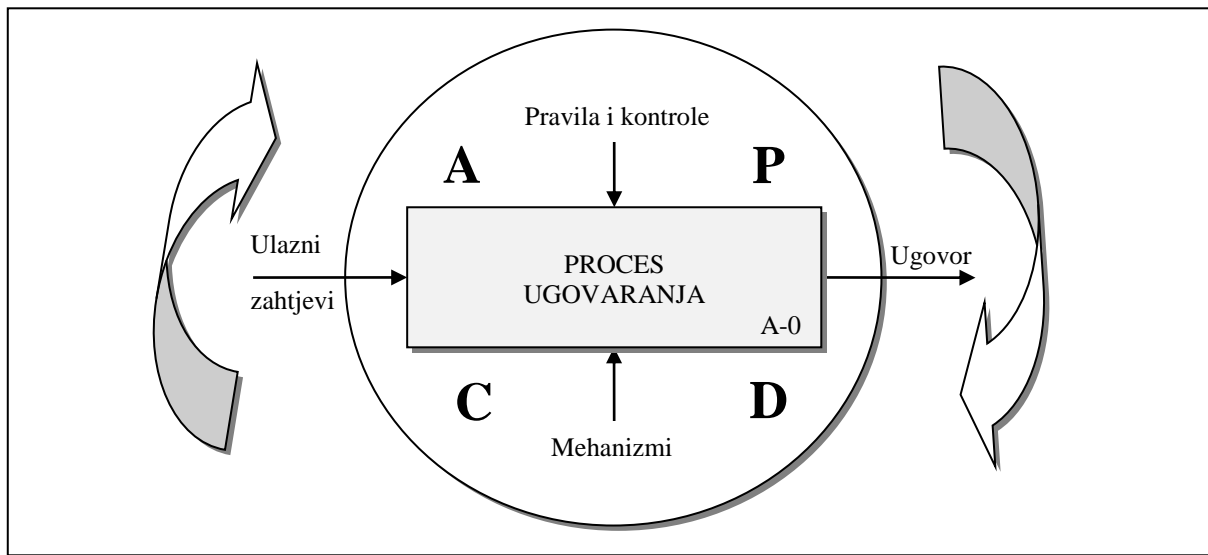 Pravila i kontrole
A
P
Ulazni
zahtjevi
PROCES
UGOVARANJA
A-0
Ugovor
C
D
Mehanizmi